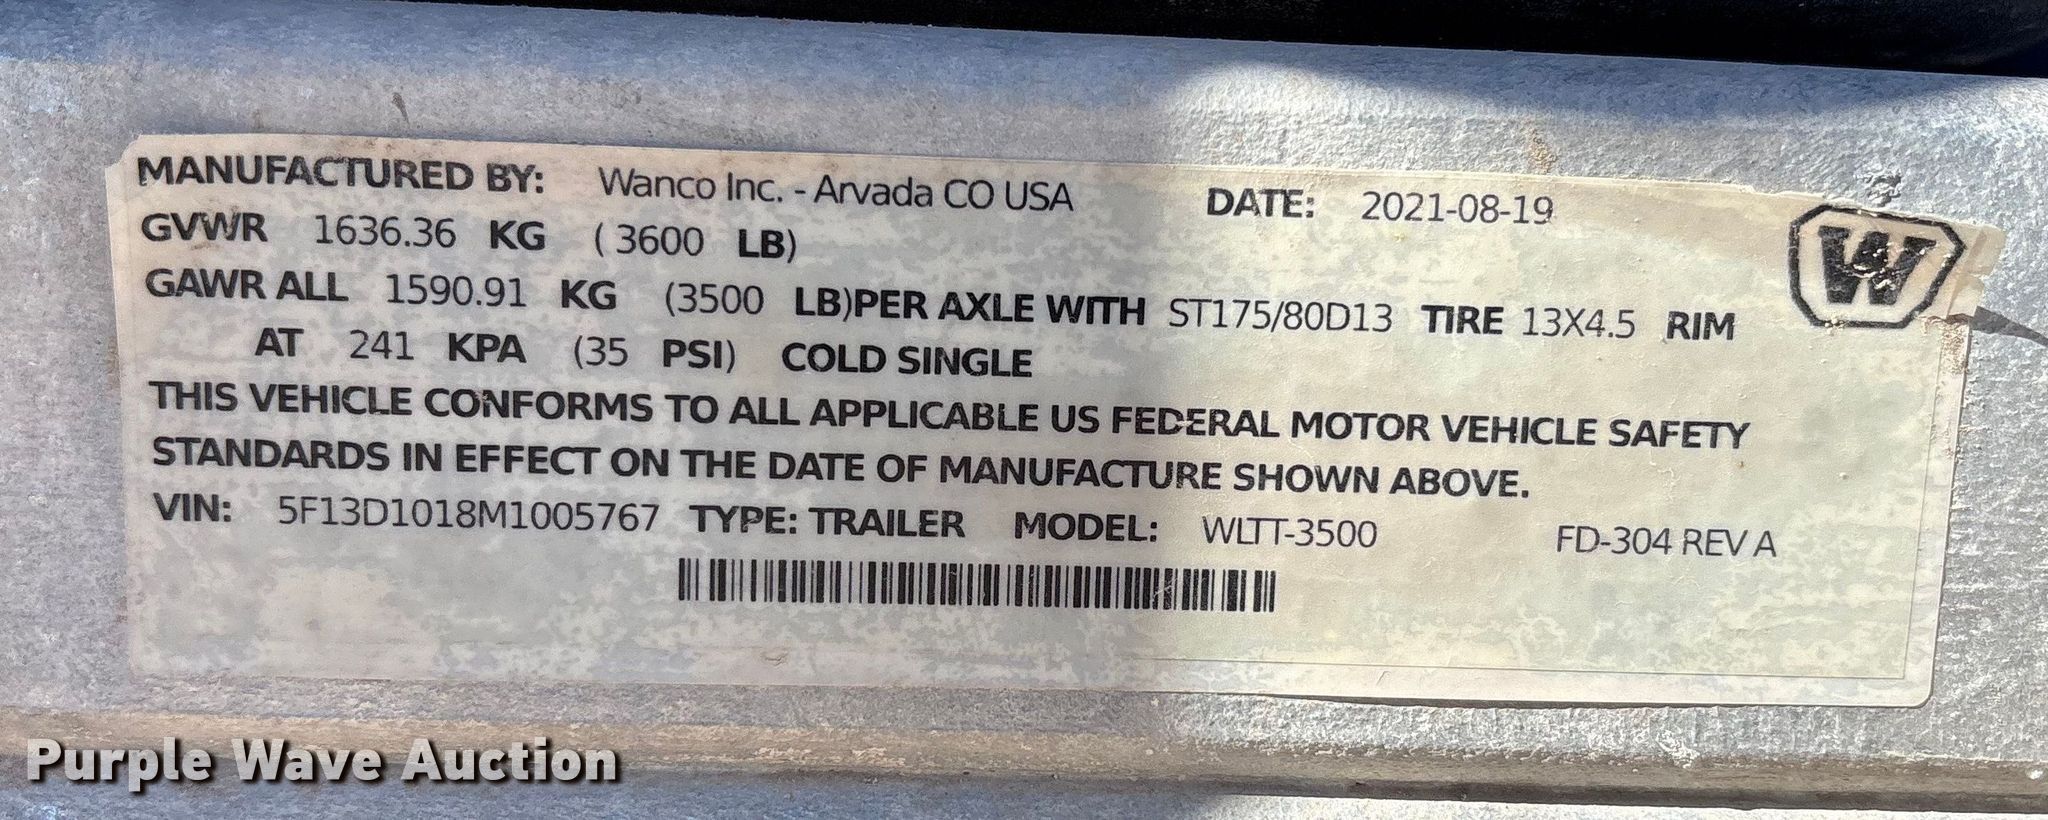 MANUFACTURED BY: Wanco Inc. - Arvada CO USA DATE: 2021-08-19
GVWR 1636.36 KG ( 3600 LB)
W
GAWR ALL 1590.91 KG (3500 LB)PER AXLE WITH ST175/80D13 TIRE 13X4.5 RIM
AT 241 KPA (35 PSI) COLD SINGLE
THIS VEHICLE CONFORMS TO ALL APPLICABLE US FEDERAL MOTOR VEHICLE SAFETY
STANDARDS IN EFFECT ON THE DATE OF MANUFACTURE SHOWN ABOVE.
VIN: 5F13D1018M1005767 TYPE: TRAILER MODEL: WLTT-3500 FD-304 REV A
Purple Wave Auction